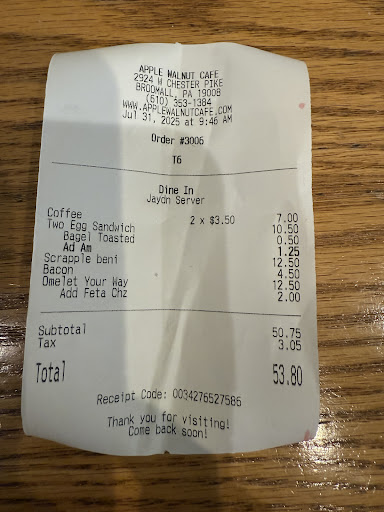 APPLE WALNUT CAFE
2924 W CHESTER PIKE
BROOMALL, PA 19008
(610) 353-1384
WWW.APPLEWALNUTCAFE.COM
Jul 31, 2025 at 9:46 AM
Order #3006
T6
Dine In
Jaydn Server
Coffee 2 x $3.50 7.00
Two Egg Sandwich 10.50
Bagel Toasted 0.50
Ad Am 1.25
Scrapple beni 12.50
Bacon 4.50
Omelet Your Way 12.50
Add Feta Chz 2.00
Subtotal 50.75
Tax 3.05
Total 53.80
Receipt Code: 0034276527586
Thank you for visiting!
Come back soon!